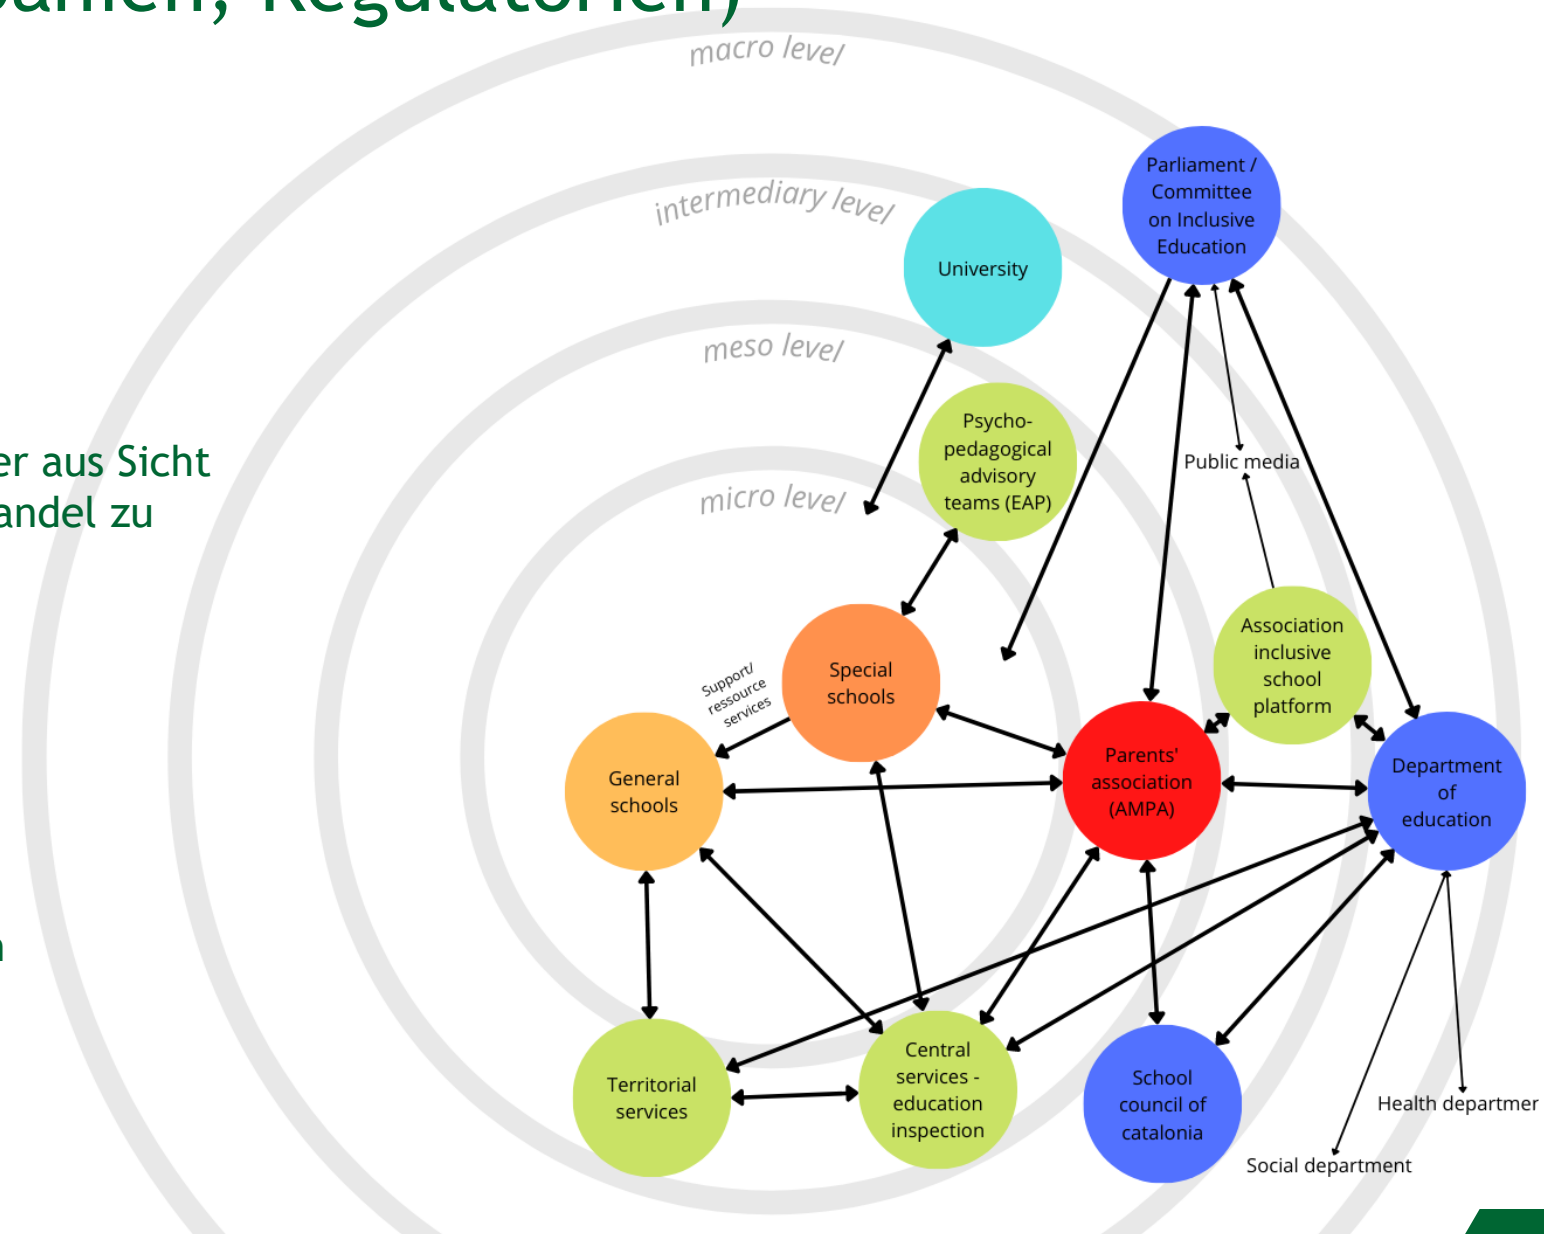 Regulatorien)
macro level
intermediary level
meso level
micro level
Parliament /
Committee
on Inclusive
Education
University
Psycho-
pedagogical
advisory
teams (EAP)
Public media
er aus Sicht
andel zu
Association
inclusive
school
platform
Special
schools
Support/
ressource
services
General
schools
Parents'
association
(AMPA)
Department
of
education
Territorial
services
Central
services -
education
inspection
School
council of
catalonia
Health departmen
Social department